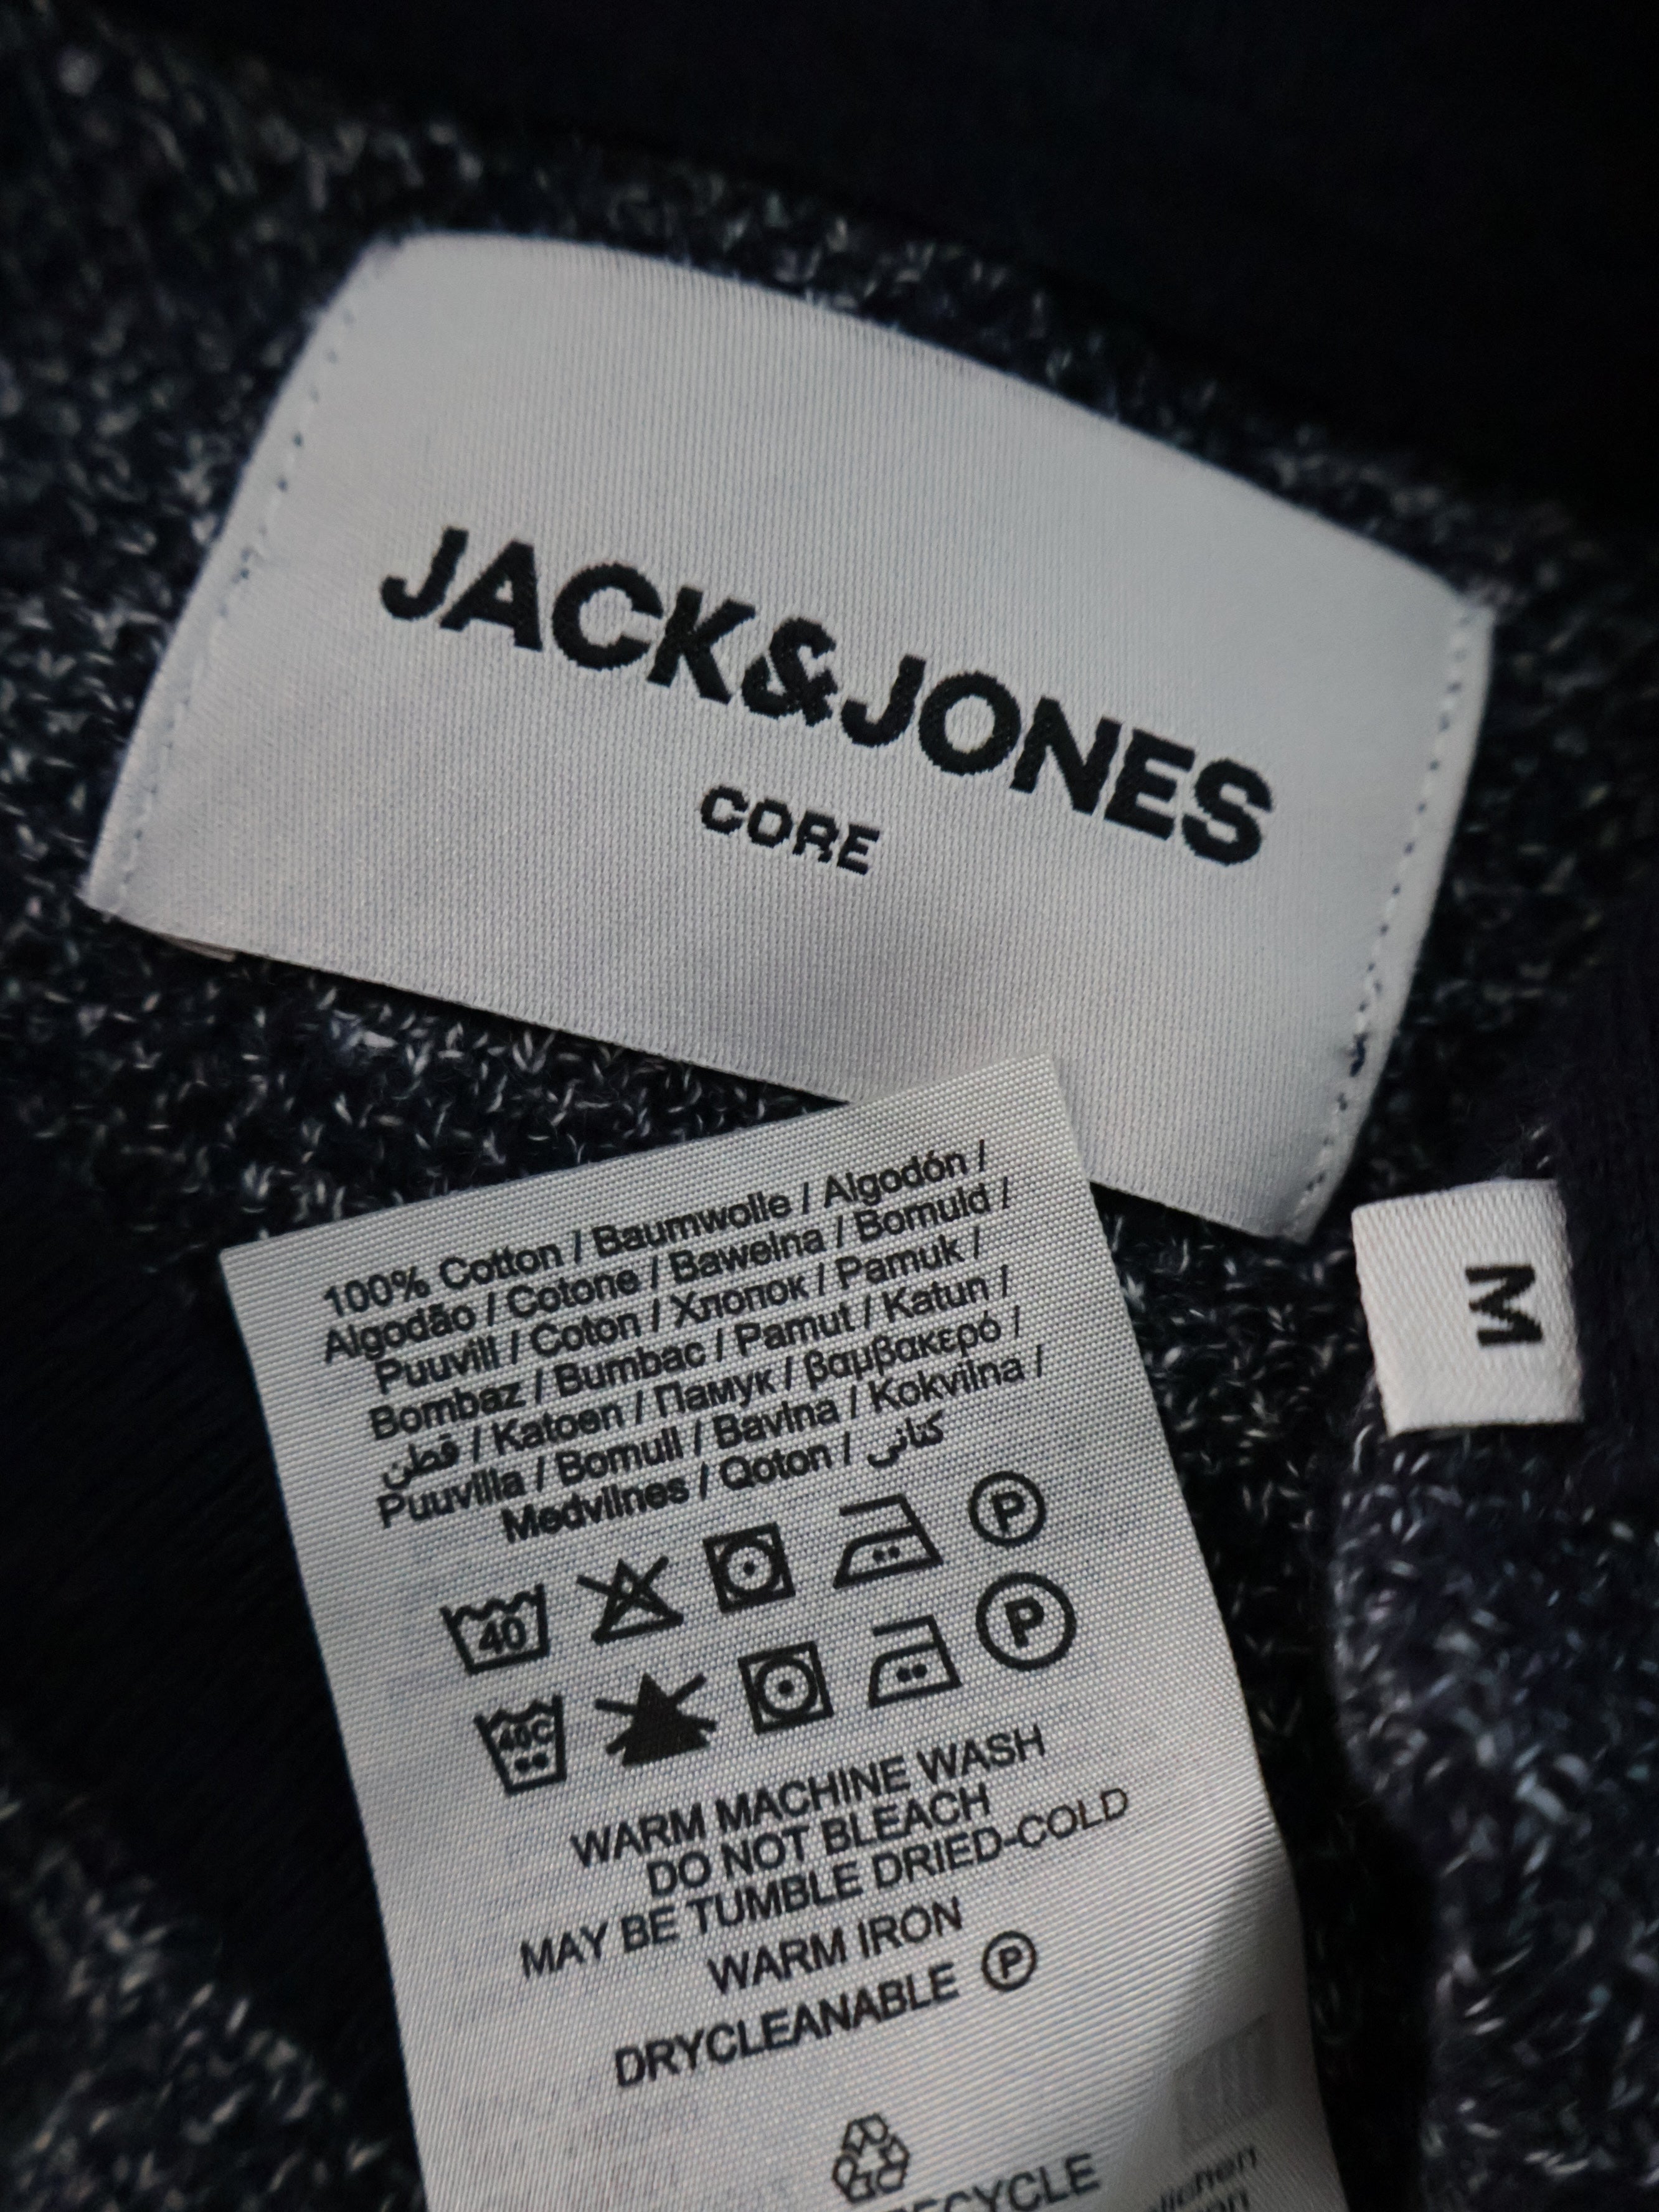 JACK&JONES
CORE
M
100% Cotton / Baumwolle / Algodón /
Algodão / Cotone / Bawełna / Bomuld /
Puuvill / Coton / Хлопок / Pamuk /
Bombaz / Bumbac / Pamut / Katun /
قطن / Katoen / Памук / βαμβακερό /
Puuvilla / Bomull / Bavlna / Kokvilna /
Medvilnes / Qoton / کتانی
40 P
40C P
WARM MACHINE WASH
DO NOT BLEACH
MAY BE TUMBLE DRIED-COLD
WARM IRON
DRYCLEANABLE P